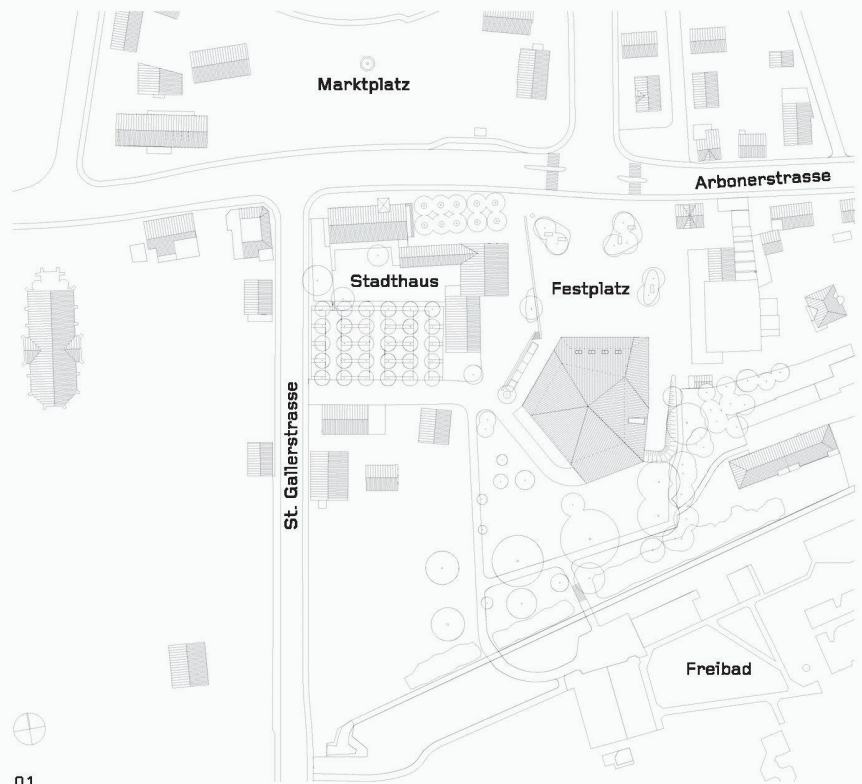 Marktplatz
Arbonerstrasse
Stadthaus
Festplatz
St. Gallerstrasse
Freibad
01